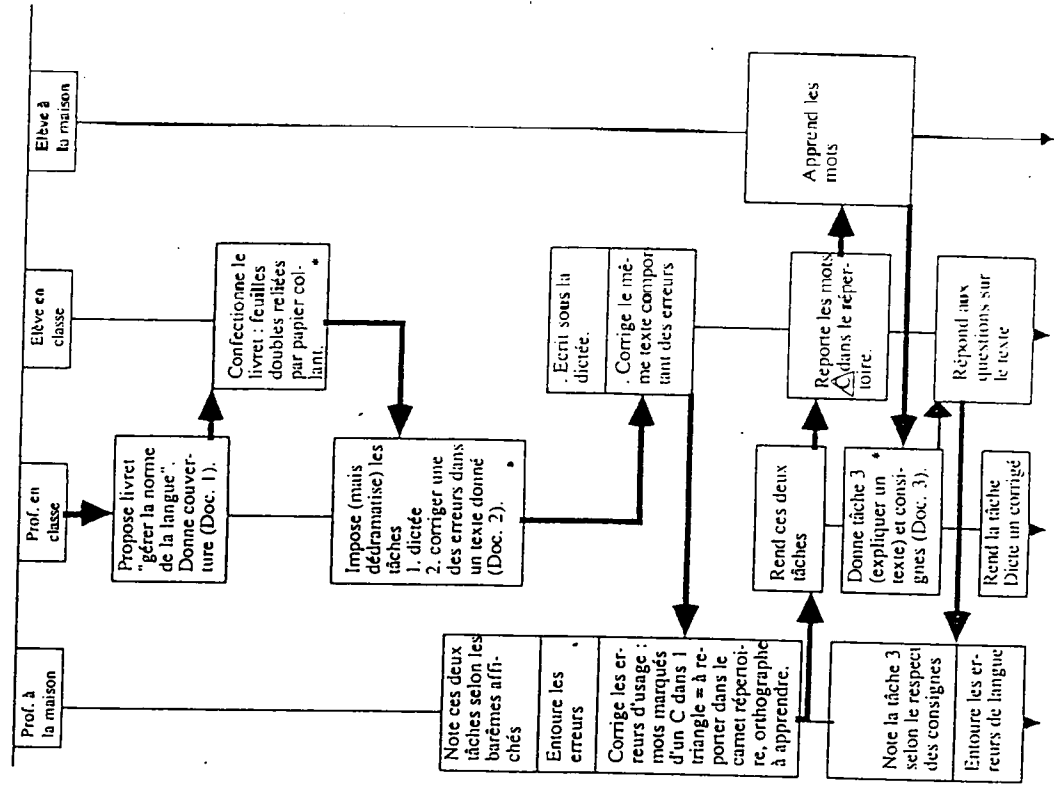 Prof. à
la maison
Prof. en
classe
Elève en
classe
Elève à
la maison
Propose livret
"gérer la norme
de la langue".
Donne couver-
ture (Doc. 1).
Confectionne le
livret : feuilles
doubles reliées
par papier col-
lant. *
Impose (mais
dédramatise) les
tâches
1. dictée
2. corriger une
des erreurs dans
un texte donné
(Doc. 2). *
. Ecrit sous la
dictée.
. Corrige le mê-
me texte compor
tant des erreurs
Note ces deux
tâches selon les
barêmes affi-
chés
Entoure les
erreurs
Corrige les er-
reurs d'usage :
mots marqués
d'un C dans 1
triangle = à re-
porter dans le
carnet répertoi-
re, orthographe
à apprendre.
Rend ces deux
tâches
Reporte les mots
C dans le réper-
toire.
Apprend les
mots
Donne tâche 3 *
(expliquer un
texte) et consi-
gnes (Doc. 3).
Répond aux
questions sur
le texte
Note la tâche 3
selon le respect
des consignes
Entoure les er-
reurs de langue
Rend la tâche
Dicte un corrigé